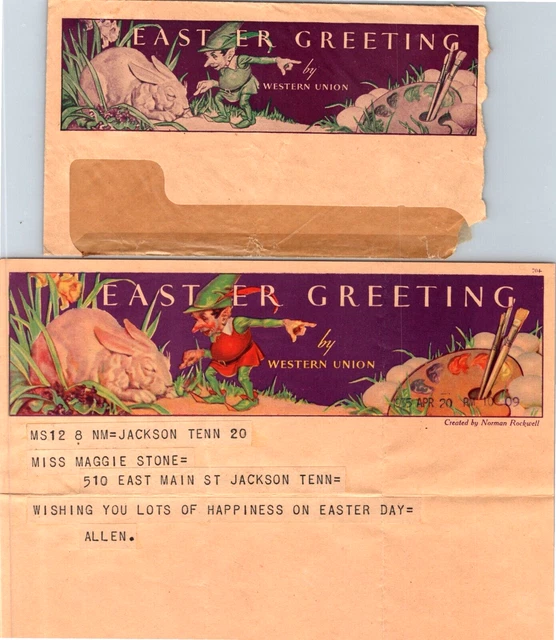 EASTER GREETING
by
WESTERN UNION
EASTER GREETING
by
WESTERN UNION
APR 20
09
Created by Norman Rockwell
MS12 8 NM=JACKSON TENN 20
MISS MAGGIE STONE=
510 EAST MAIN ST JACKSON TENN=
WISHING YOU LOTS OF HAPPINESS ON EASTER DAY=
ALLEN.